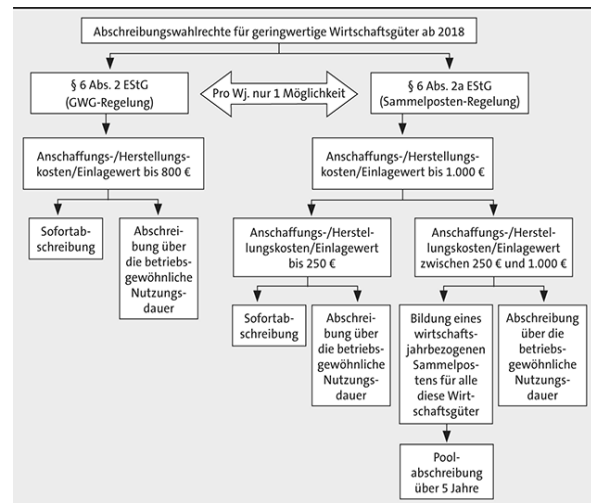 Abschreibungswahlrechte für geringwertige Wirtschaftsgüter ab 2018
§ 6 Abs. 2 EStG
(GWG-Regelung)
Pro Wj. nur 1 Möglichkeit
§ 6 Abs. 2a EStG
(Sammelposten-Regelung)
Anschaffungs-/Herstellungs-
kosten/Einlagewert bis 800 €
Anschaffungs-/Herstellungs-
kosten/Einlagewert bis 1.000 €
Sofortab-
schreibung
Abschrei-
bung über
die betriebs-
gewöhnliche
Nutzungs-
dauer
Anschaffungs-/Herstel-
lungskosten/Einlagewert
bis 250 €
Anschaffungs-/Herstel-
lungskosten/Einlagewert
zwischen 250 € und 1.000 €
Sofortab-
schreibung
Abschrei-
bung über
die betriebs-
gewöhnliche
Nutzungs-
dauer
Bildung eines
wirtschafts-
jahrbezogenen
Sammelpos-
tens für alle
diese Wirt-
schaftsgüter
Abschrei-
bung über
die betriebs-
gewöhnliche
Nutzungs-
dauer
Pool-
abschreibung
über 5 Jahre